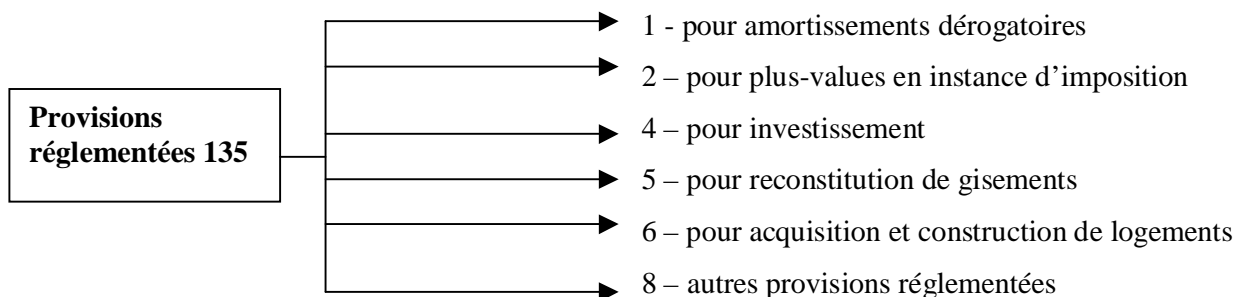 Provisions
réglementées 135
1 - pour amortissements dérogatoires
2 – pour plus-values en instance d’imposition
4 – pour investissement
5 – pour reconstitution de gisements
6 – pour acquisition et construction de logements
8 – autres provisions réglementées